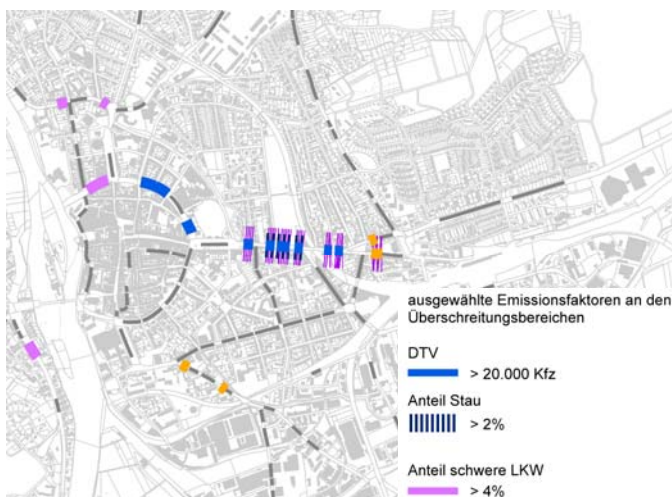 ausgewählte Emissionsfaktoren an den
Überschreitungsbereichen
DTV
> 20.000 Kfz
Anteil Stau
> 2%
Anteil schwere LKW
> 4%